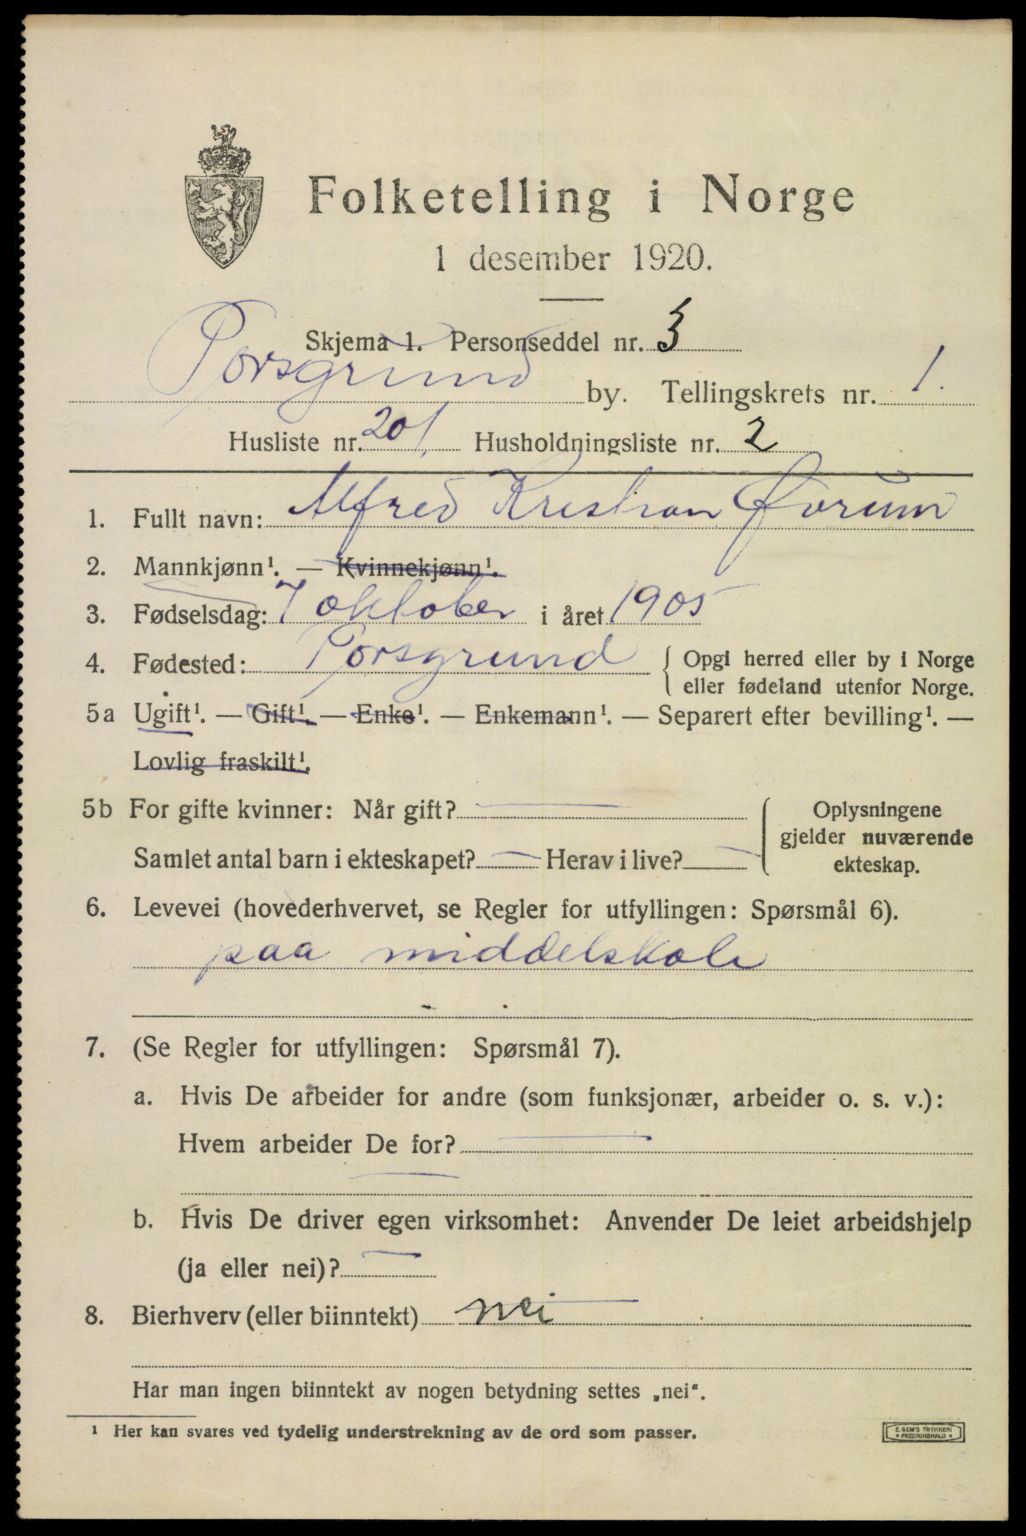 Folketelling i Norge
1 desember 1920.
Skjema 1. Personseddel nr. 3
Porsgrund by. Tellingskrets nr. 1.
Husliste nr. 201. Husholdningsliste nr. 2
1. Fullt navn: Alfred Kristian Ørum
2. Mannkjønn¹. — Kvinnekjønn¹.
3. Fødselsdag: 7 oktober i året 1905
4. Fødested: Porsgrund { Opgi herred eller by i Norge
eller fødeland utenfor Norge.
5a Ugift¹. — Gift¹. — Enke¹. — Enkemann¹. — Separert efter bevilling¹. —
Lovlig fraskilt¹.
5b For gifte kvinner: Når gift? — { Oplysningene
gjelder nuværende
Samlet antal barn i ekteskapet? — Herav i live? — ekteskap.
6. Levevei (hovederhvervet, se Regler for utfyllingen: Spørsmål 6).
paa middelskole
7. (Se Regler for utfyllingen: Spørsmål 7).
a. Hvis De arbeider for andre (som funksjonær, arbeider o. s. v.):
Hvem arbeider De for? —
—
b. Hvis De driver egen virksomhet: Anvender De leiet arbeidshjelp
(ja eller nei)? —
8. Bierhverv (eller biinntekt) nei
Har man ingen biinntekt av nogen betydning settes „nei".
¹ Her kan svares ved tydelig understrekning av de ord som passer.
E. SEM'S TRYKKERI
FREDRIKSHALD